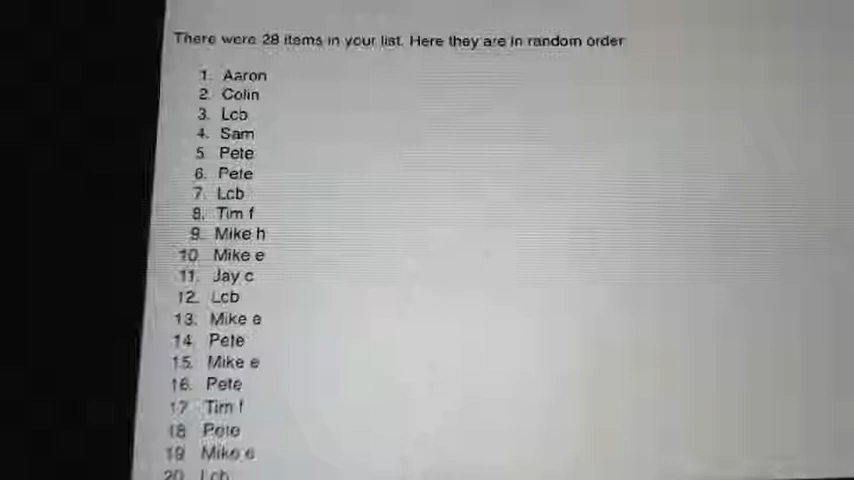 There were 28 items in your list. Here they are in random order
1. Aaron
2. Colin
3. Lcb
4. Sam
5. Pete
6. Pete
7. Lcb
8. Tim f
9. Mike h
10. Mike e
11. Jay c
12. Lcb
13. Mike e
14. Pete
15. Mike e
16. Pete
17. Tim f
18. Pete
19. Mike e
20. Lcb